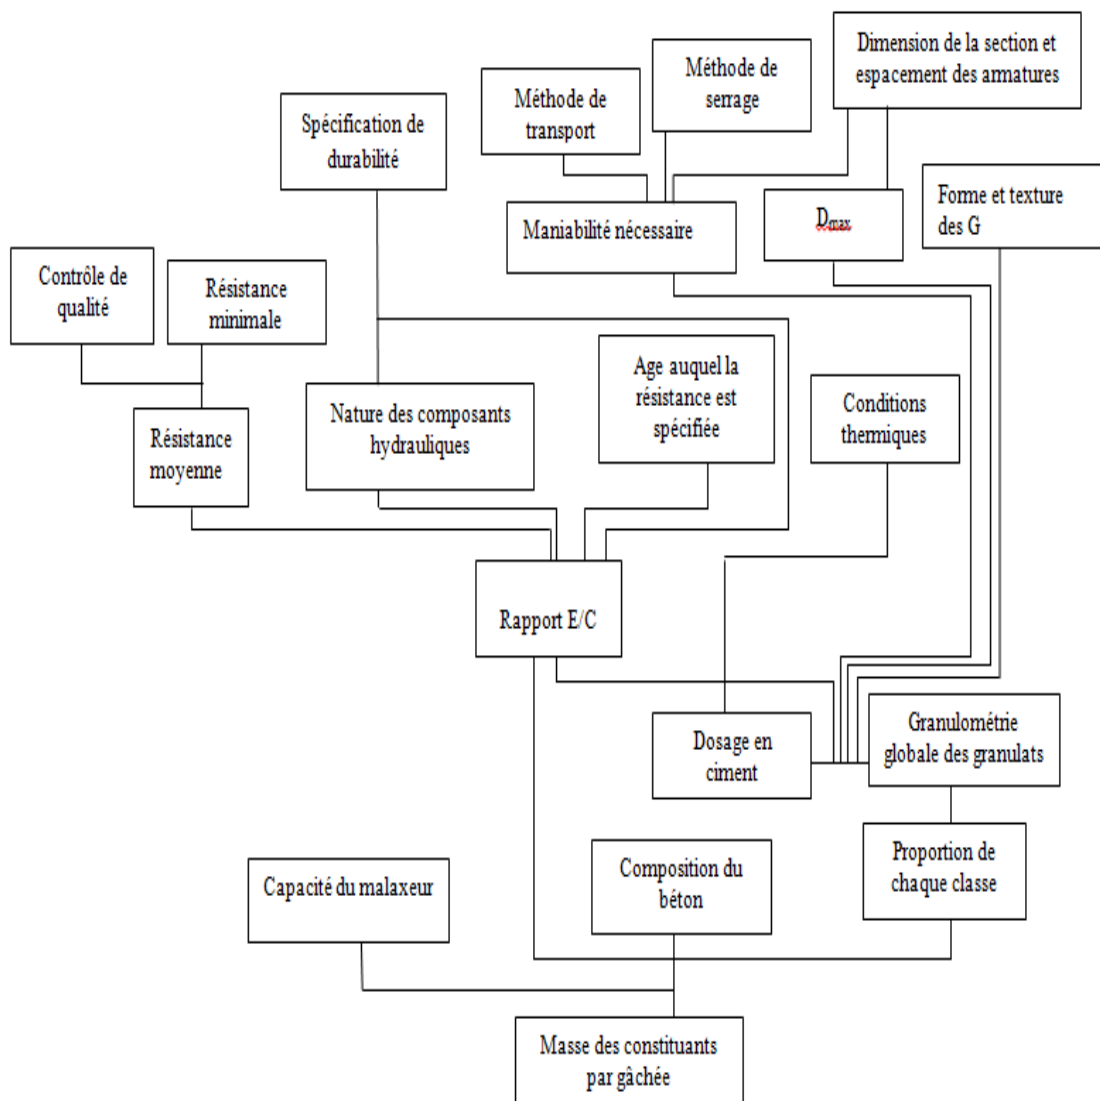 Dimension de la section et
espacement des armatures
Méthode de
serrage
Méthode de
transport
Spécification de
durabilité
Forme et texture
des G
Dmax
Maniabilité nécessaire
Contrôle de
qualité
Résistance
minimale
Age auquel la
résistance est
spécifiée
Conditions
thermiques
Nature des composants
hydrauliques
Résistance
moyenne
Rapport E/C
Dosage en
ciment
Granulométrie
globale des granulats
Proportion de
chaque classe
Composition du
béton
Capacité du malaxeur
Masse des constituants
par gâchée